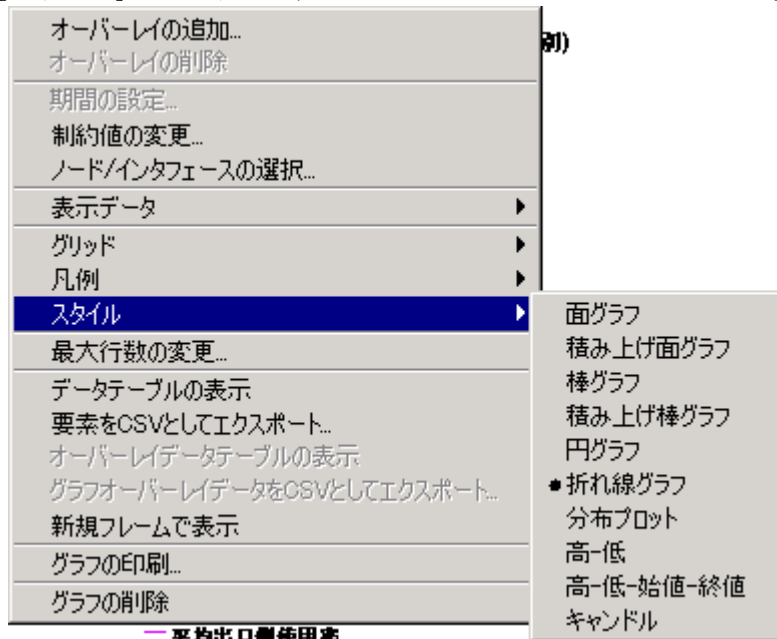 オーバーレイの追加...
オーバーレイの削除
期間の設定...
制約値の変更...
ノード/インタフェースの選択...
表示データ
グリッド
凡例
スタイル
最大行数の変更...
データテーブルの表示
要素をCSVとしてエクスポート...
オーバーレイデータテーブルの表示
グラフオーバーレイデータをCSVとしてエクスポート...
新規フレームで表示
グラフの印刷...
グラフの削除
面グラフ
積み上げ面グラフ
棒グラフ
積み上げ棒グラフ
円グラフ
折れ線グラフ
分布プロット
高-低
高-低-始値-終値
キャンドル
別)
平均出口側使用率